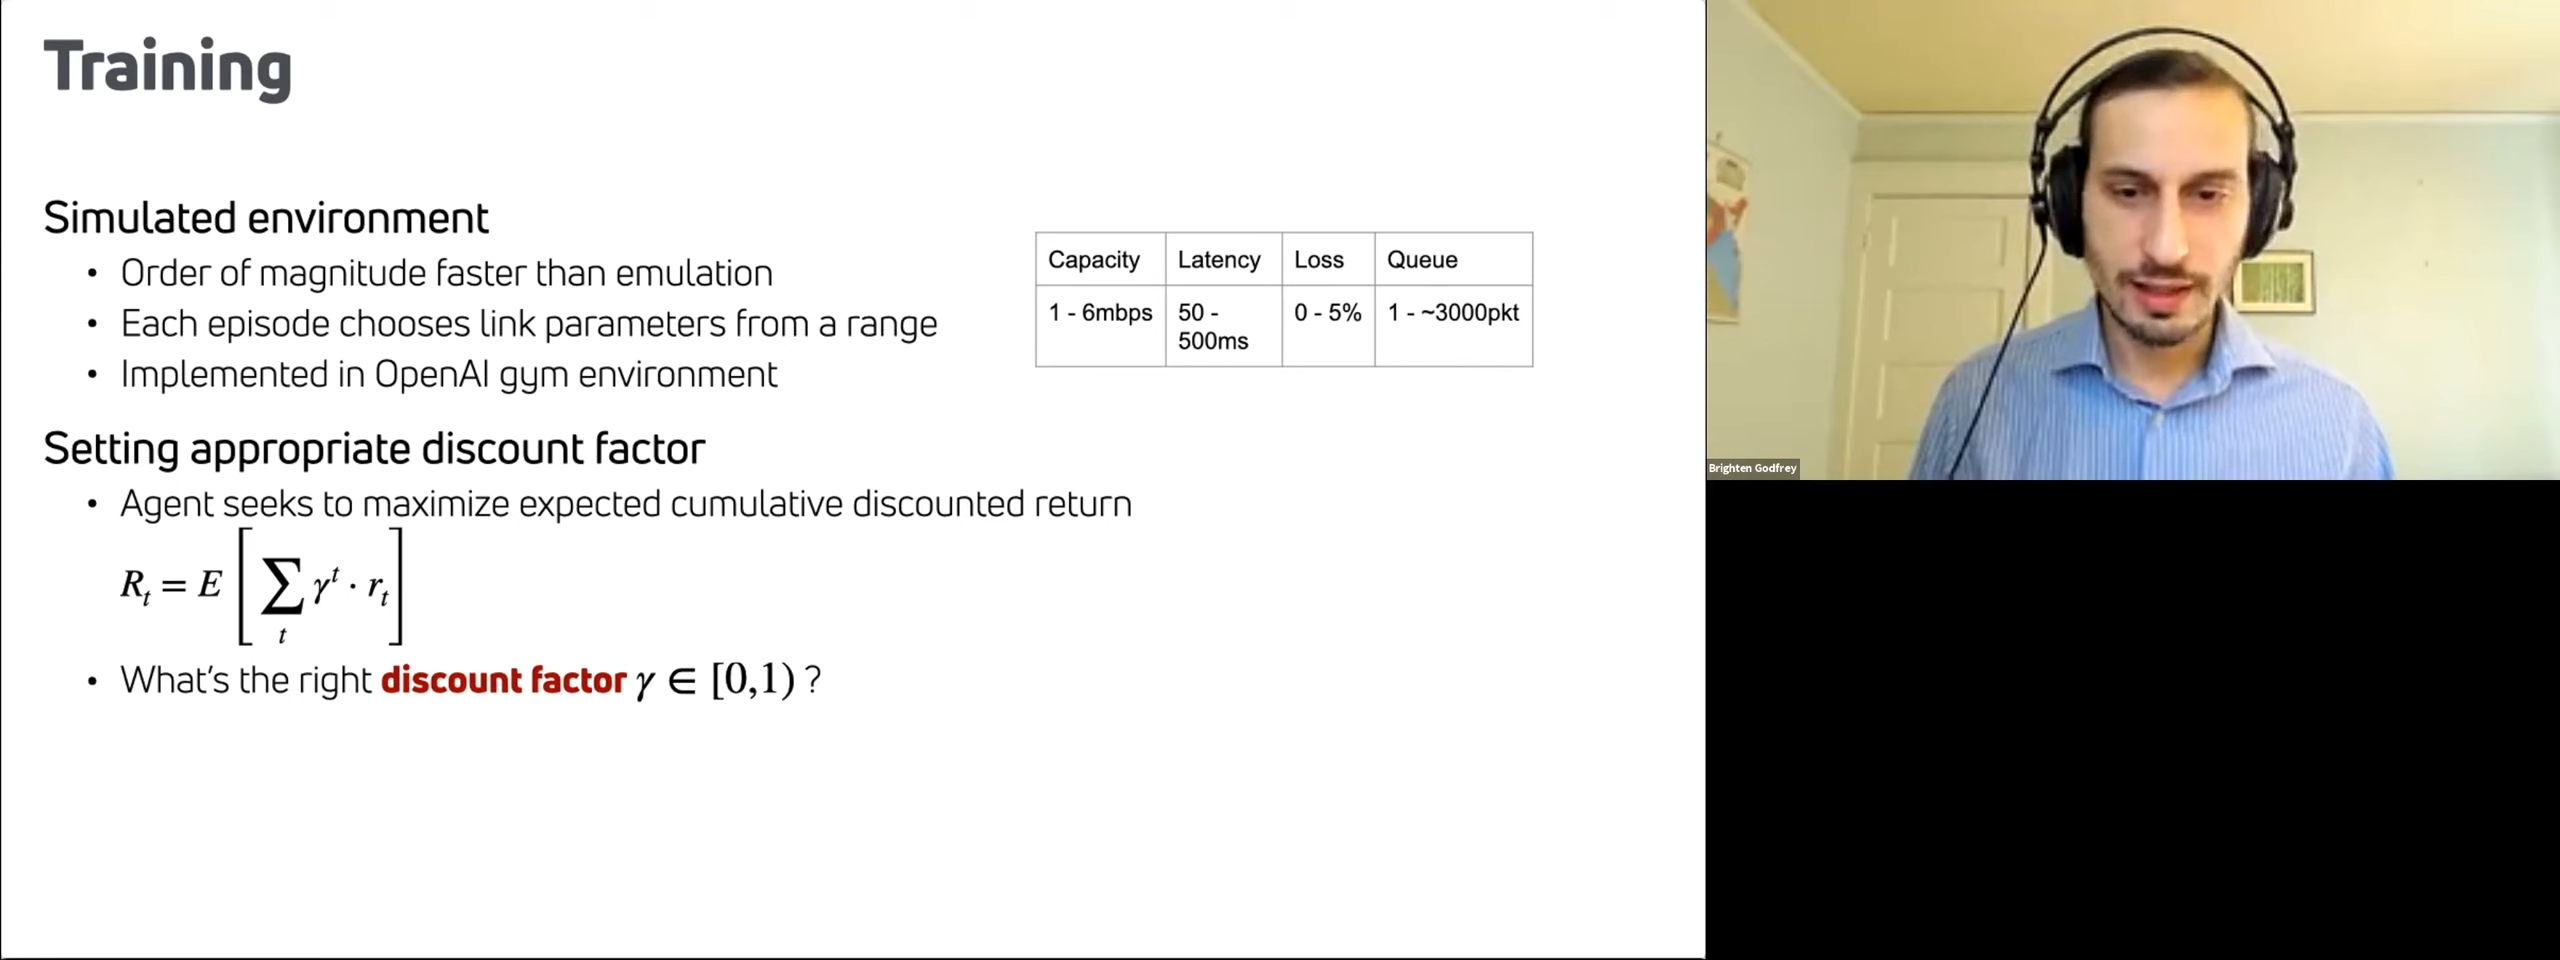 Training
Simulated environment
• Order of magnitude faster than emulation
• Each episode chooses link parameters from a range
• Implemented in OpenAI gym environment
Capacity Latency Loss Queue
1 - 6mbps 50 - 0 - 5% 1 - ~3000pkt
500ms
Setting appropriate discount factor
• Agent seeks to maximize expected cumulative discounted return
R_t = E [ ∑_t γ^t · r_t ]
• What's the right discount factor γ ∈ [0,1) ?
Brighten Godfrey